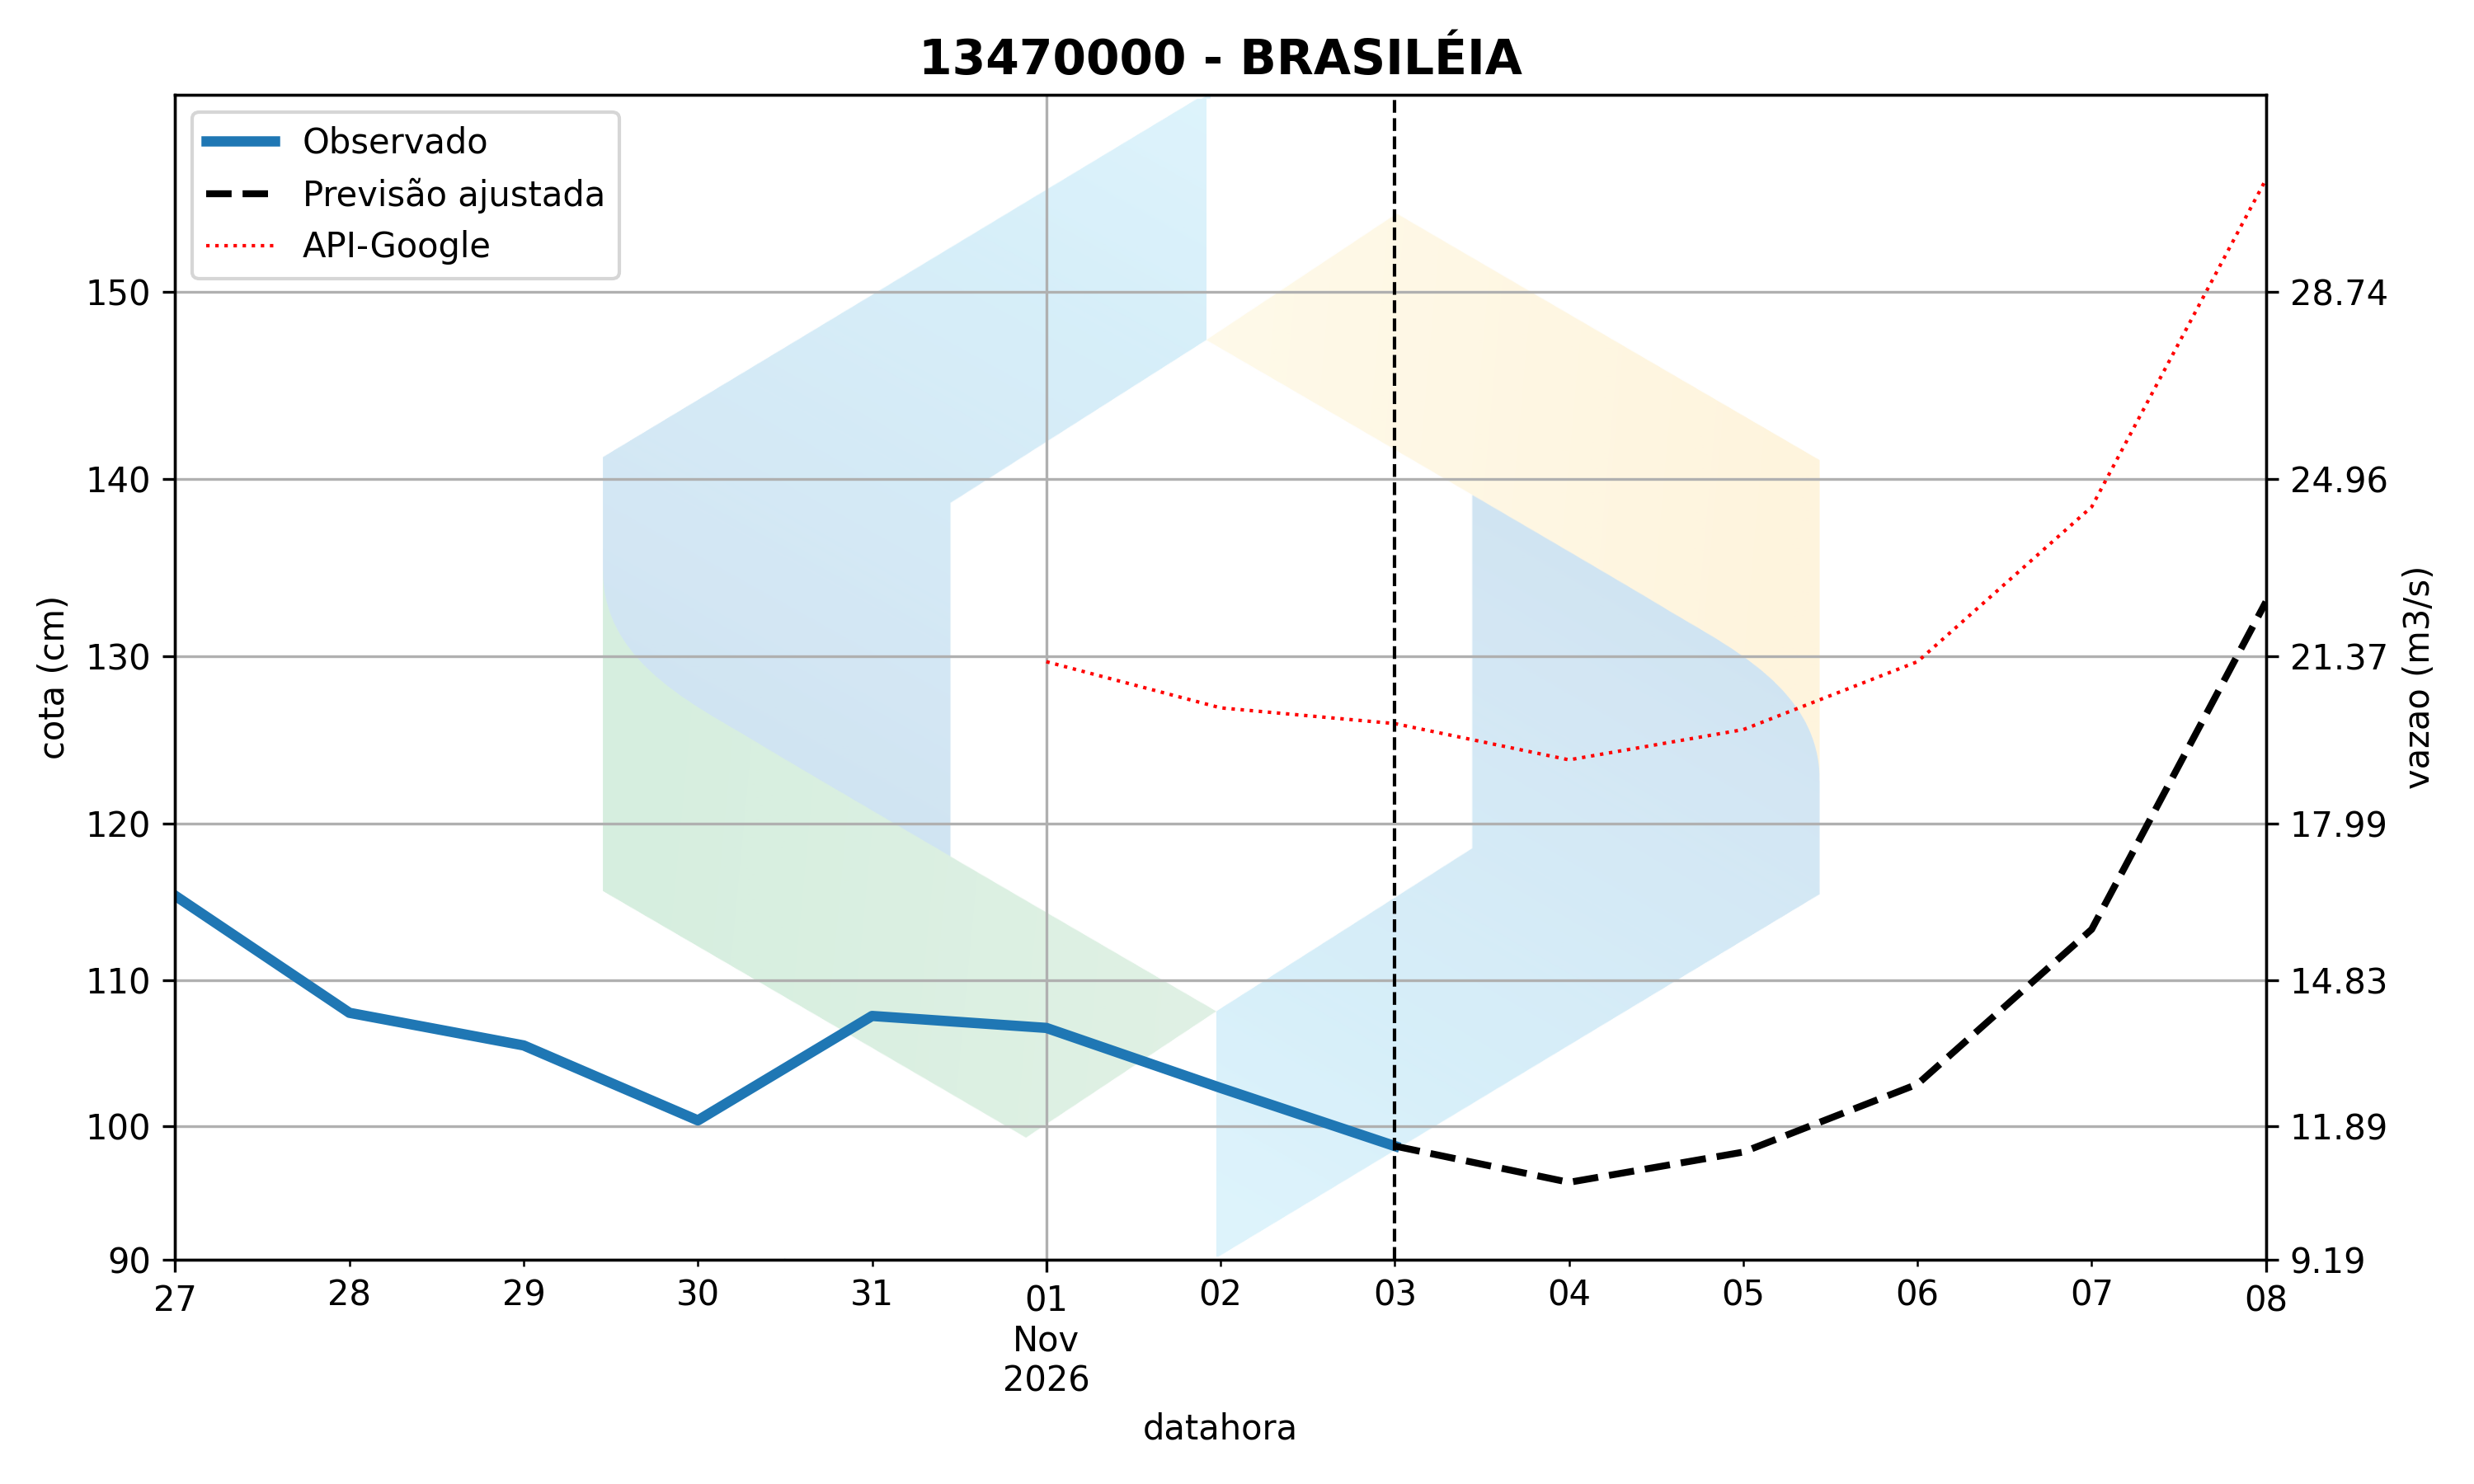 13470000 - BRASILÉIA
Observado
Previsão ajustada
API-Google
cota (cm)
150
140
130
120
110
100
90
28.74
24.96
21.37
17.99
14.83
11.89
9.19
vazao (m3/s)
27 28 29 30 31 01 02 03 04 05 06 07 08
Nov
2026
datahora